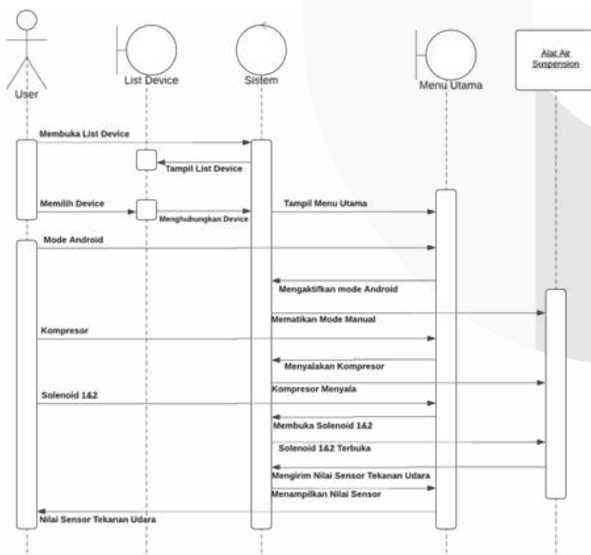 User
List Device
Sistem
Menu Utama
Alat Air
Suspension
Membuka List Device
Tampil List Device
Memilih Device
Menghubungkan Device
Tampil Menu Utama
Mode Android
Mengaktifkan mode Android
Mematikan Mode Manual
Kompresor
Menyalakan Kompresor
Kompresor Menyala
Solenoid 1&2
Membuka Solenoid 1&2
Solenoid 1&2 Terbuka
Mengirim Nilai Sensor Tekanan Udara
Menampilkan Nilai Sensor
Nilai Sensor Tekanan Udara